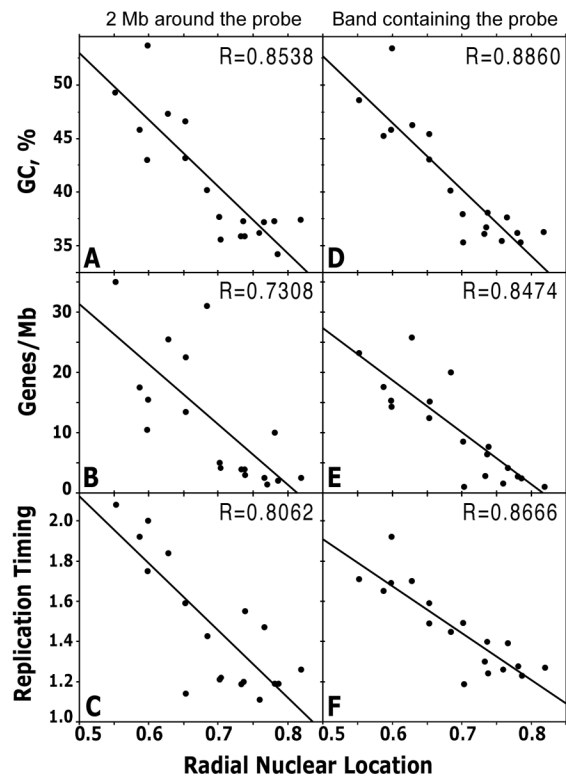 2 Mb around the probe
Band containing the probe
GC, %
50
45
40
35
R=0.8538
A
R=0.8860
D
Genes/Mb
30
20
10
0
R=0.7308
B
R=0.8474
E
Replication Timing
2.0
1.8
1.6
1.4
1.2
1.0
R=0.8062
C
R=0.8666
F
0.5 0.6 0.7 0.8 0.5 0.6 0.7 0.8
Radial Nuclear Location